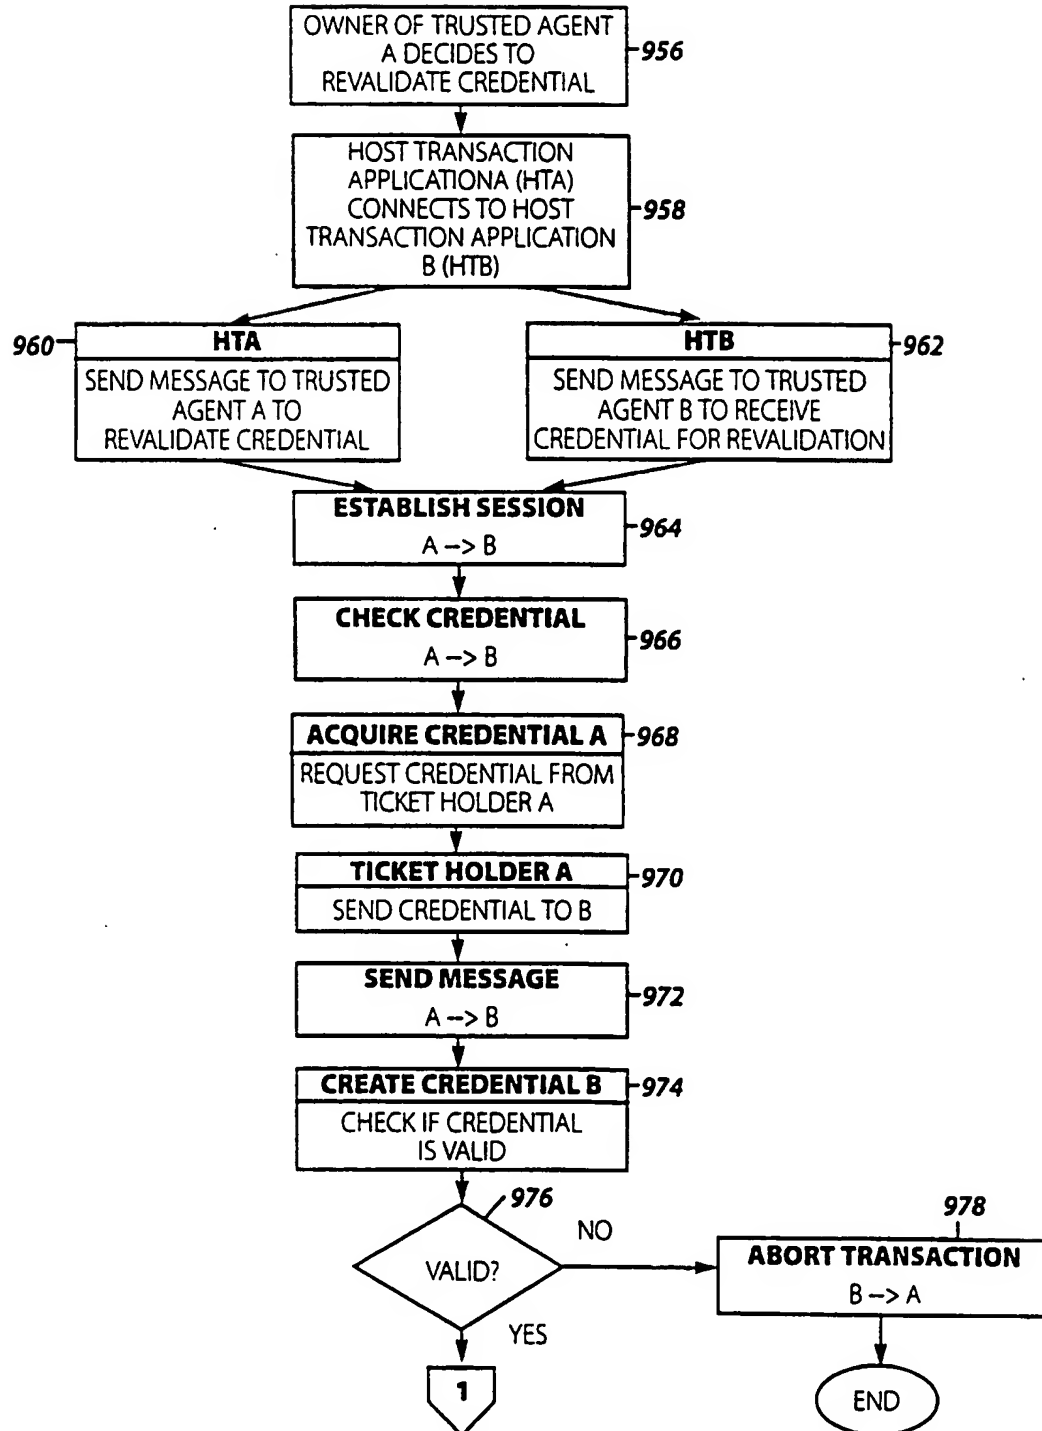 OWNER OF TRUSTED AGENT
A DECIDES TO
REVALIDATE CREDENTIAL
956
HOST TRANSACTION
APPLICATIONA (HTA)
CONNECTS TO HOST
TRANSACTION APPLICATION
B (HTB)
958
960
HTA
SEND MESSAGE TO TRUSTED
AGENT A TO
REVALIDATE CREDENTIAL
HTB
962
SEND MESSAGE TO TRUSTED
AGENT B TO RECEIVE
CREDENTIAL FOR REVALIDATION
ESTABLISH SESSION
A --> B
964
CHECK CREDENTIAL
A --> B
966
ACQUIRE CREDENTIAL A
968
REQUEST CREDENTIAL FROM
TICKET HOLDER A
TICKET HOLDER A
970
SEND CREDENTIAL TO B
SEND MESSAGE
A --> B
972
CREATE CREDENTIAL B
974
CHECK IF CREDENTIAL
IS VALID
976
VALID?
NO
YES
978
ABORT TRANSACTION
B --> A
1
END